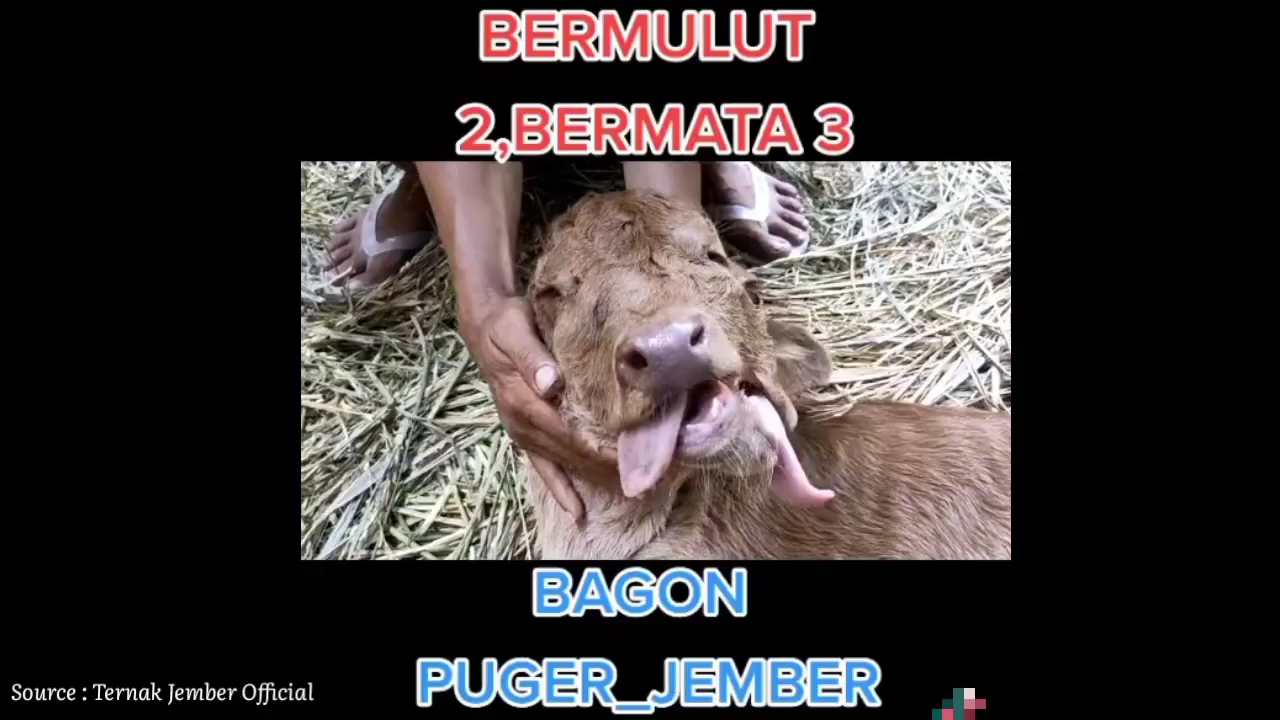 BERMULUT
2,BERMATA 3
BAGON
PUGER_JEMBER
Source : Ternak Jember Official